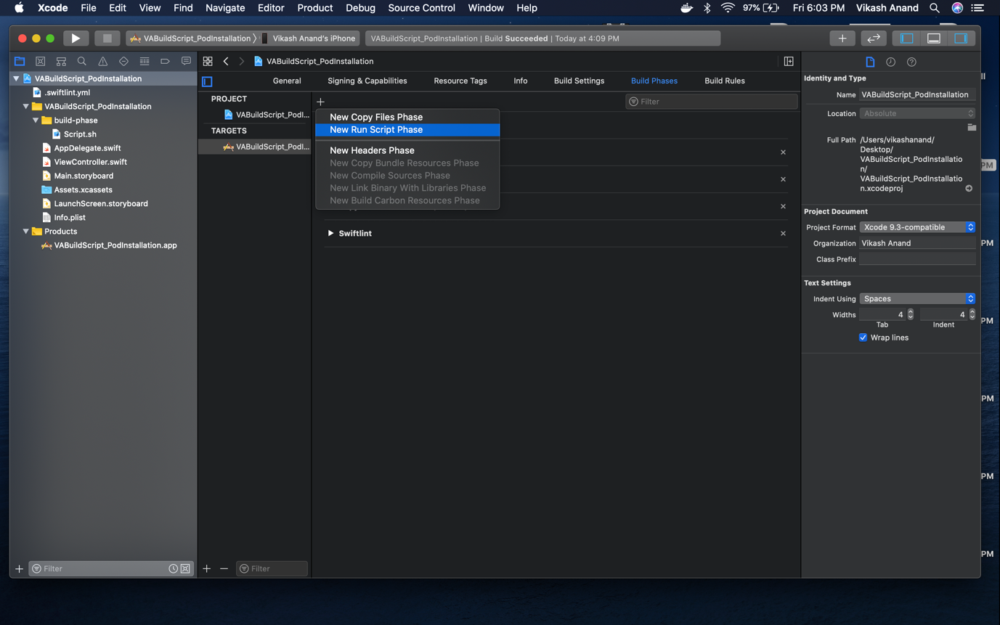 Xcode File Edit View Find Navigate Editor Product Debug Source Control Window Help 97% Fri 6:03 PM Vikash Anand
VABuildScript_PodInstallation Vikash Anand's iPhone VABuildScript_PodInstallation | Build Succeeded | Today at 4:09 PM
VABuildScript_PodInstallation
General Signing & Capabilities Resource Tags Info Build Settings Build Phases Build Rules
VABuildScript_PodInstallation
.swiftlint.yml
VABuildScript_PodInstallation
build-phase
Script.sh
AppDelegate.swift
ViewController.swift
Main.storyboard
Assets.xcassets
LaunchScreen.storyboard
Info.plist
Products
VABuildScript_PodInstallation.app
Filter
PROJECT
VABuildScript_PodI...
TARGETS
VABuildScript_PodI...
Filter
Filter
New Copy Files Phase
New Run Script Phase
New Headers Phase
New Copy Bundle Resources Phase
New Compile Sources Phase
New Link Binary With Libraries Phase
New Build Carbon Resources Phase
Swiftlint
Identity and Type
Name VABuildScript_PodInstallation
Location Absolute
Full Path /Users/vikashanand/
Desktop/
VABuildScript_PodInstallatio
n/
VABuildScript_PodInstallatio
n.xcodeproj
Project Document
Project Format Xcode 9.3-compatible
Organization Vikash Anand
Class Prefix
Text Settings
Indent Using Spaces
Widths 4 4
Tab Indent
Wrap lines
PM
PM
PM
PM
PM
PM